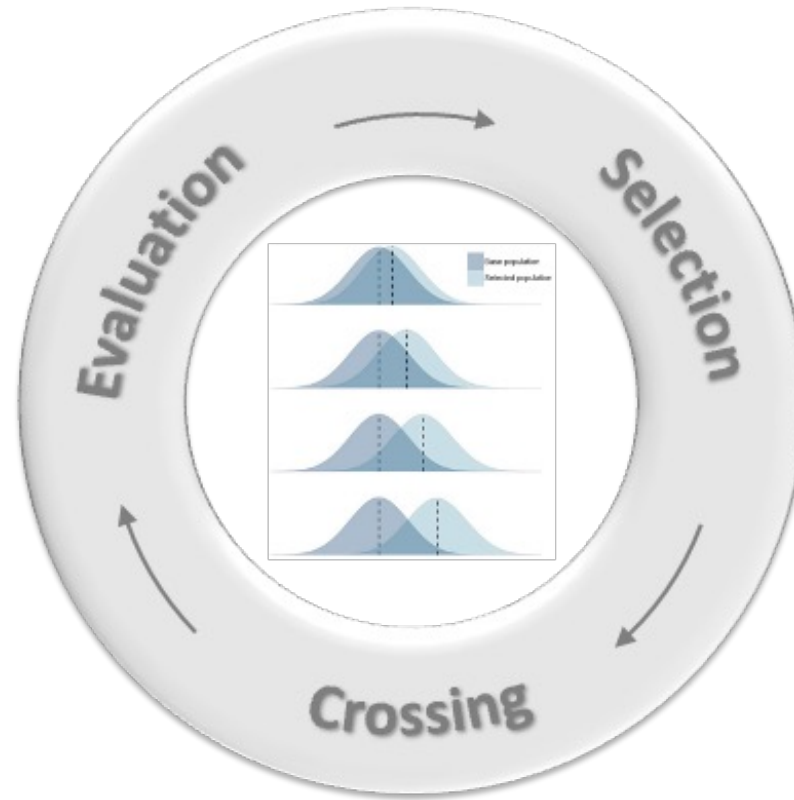 Evaluation
Selection
Base population
Selected population
Crossing